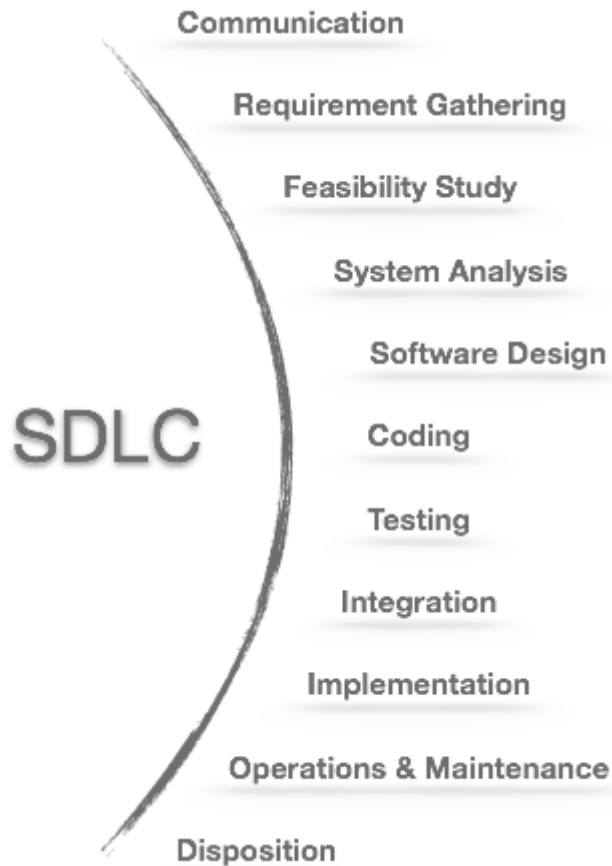 Communication
Requirement Gathering
Feasibility Study
System Analysis
Software Design
SDLC
Coding
Testing
Integration
Implementation
Operations & Maintenance
Disposition